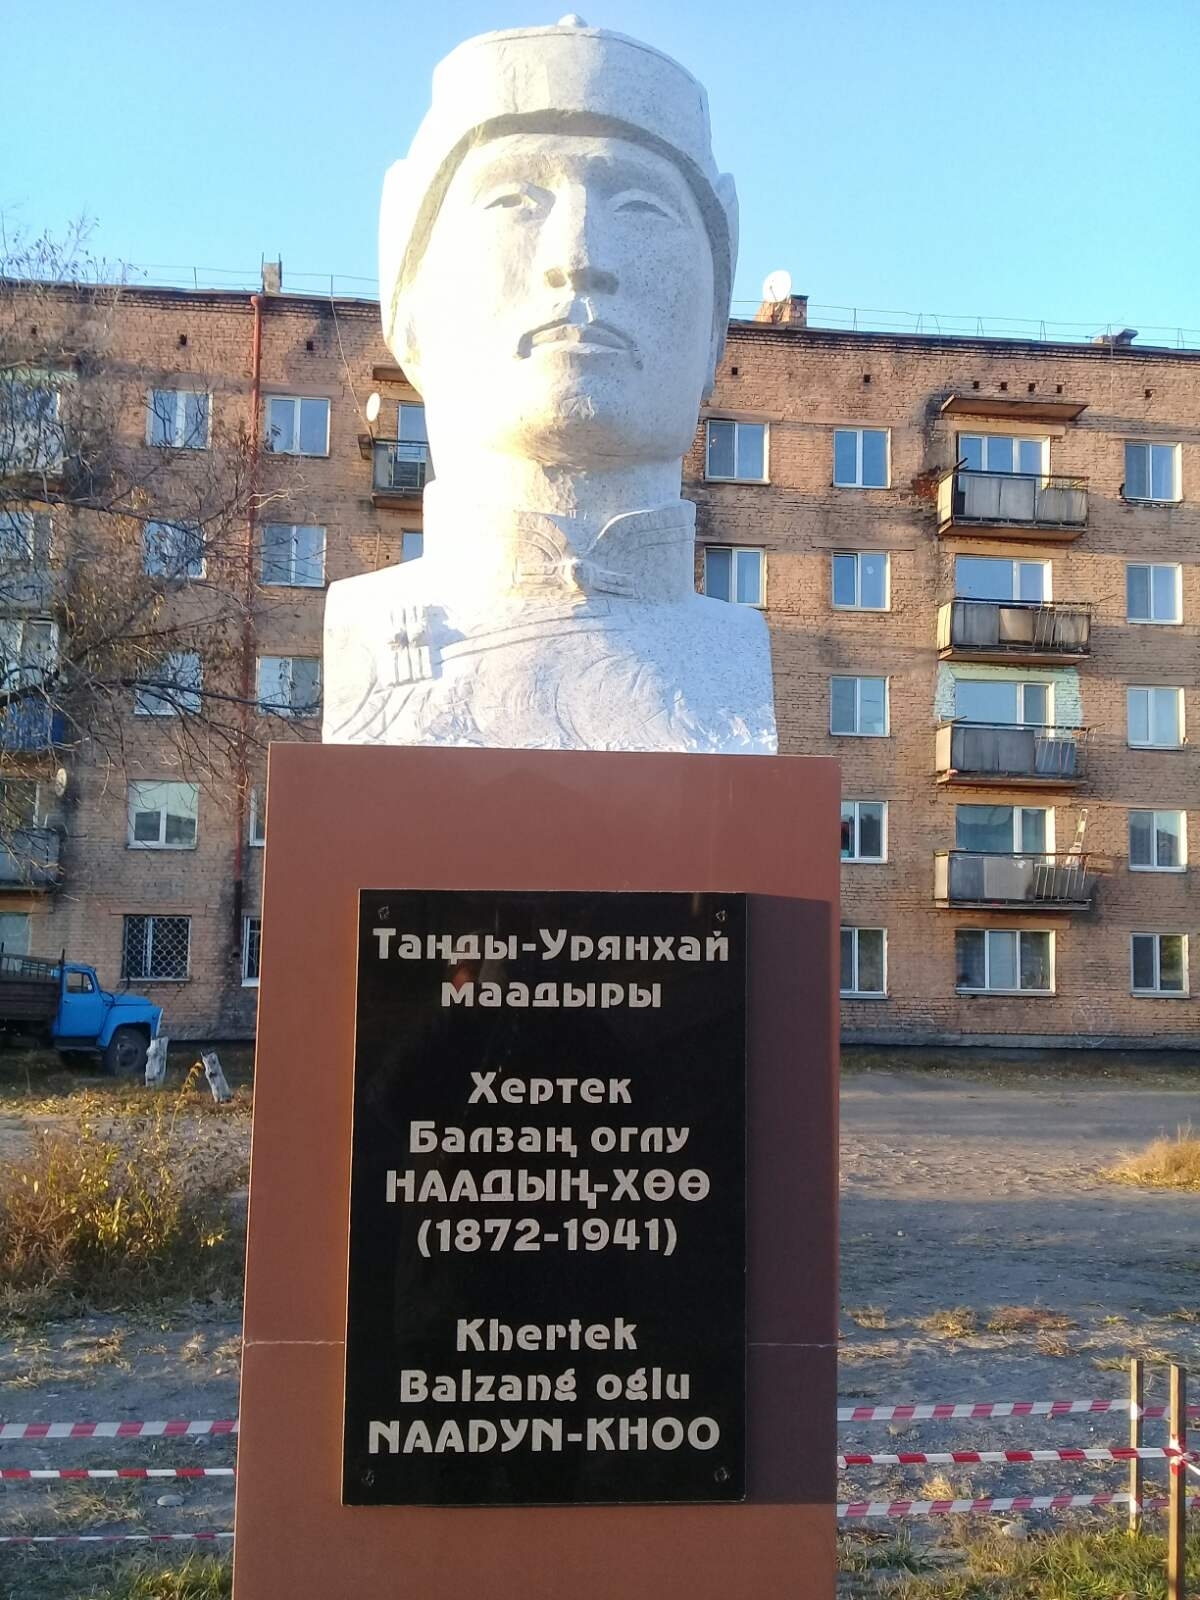 Таңды-Урянхай
маадыры
Хертек
Балзаң оглу
НААДЫҢ-ХӨӨ
(1872-1941)
Khertek
Balzang oglu
NAADYN-KHOO